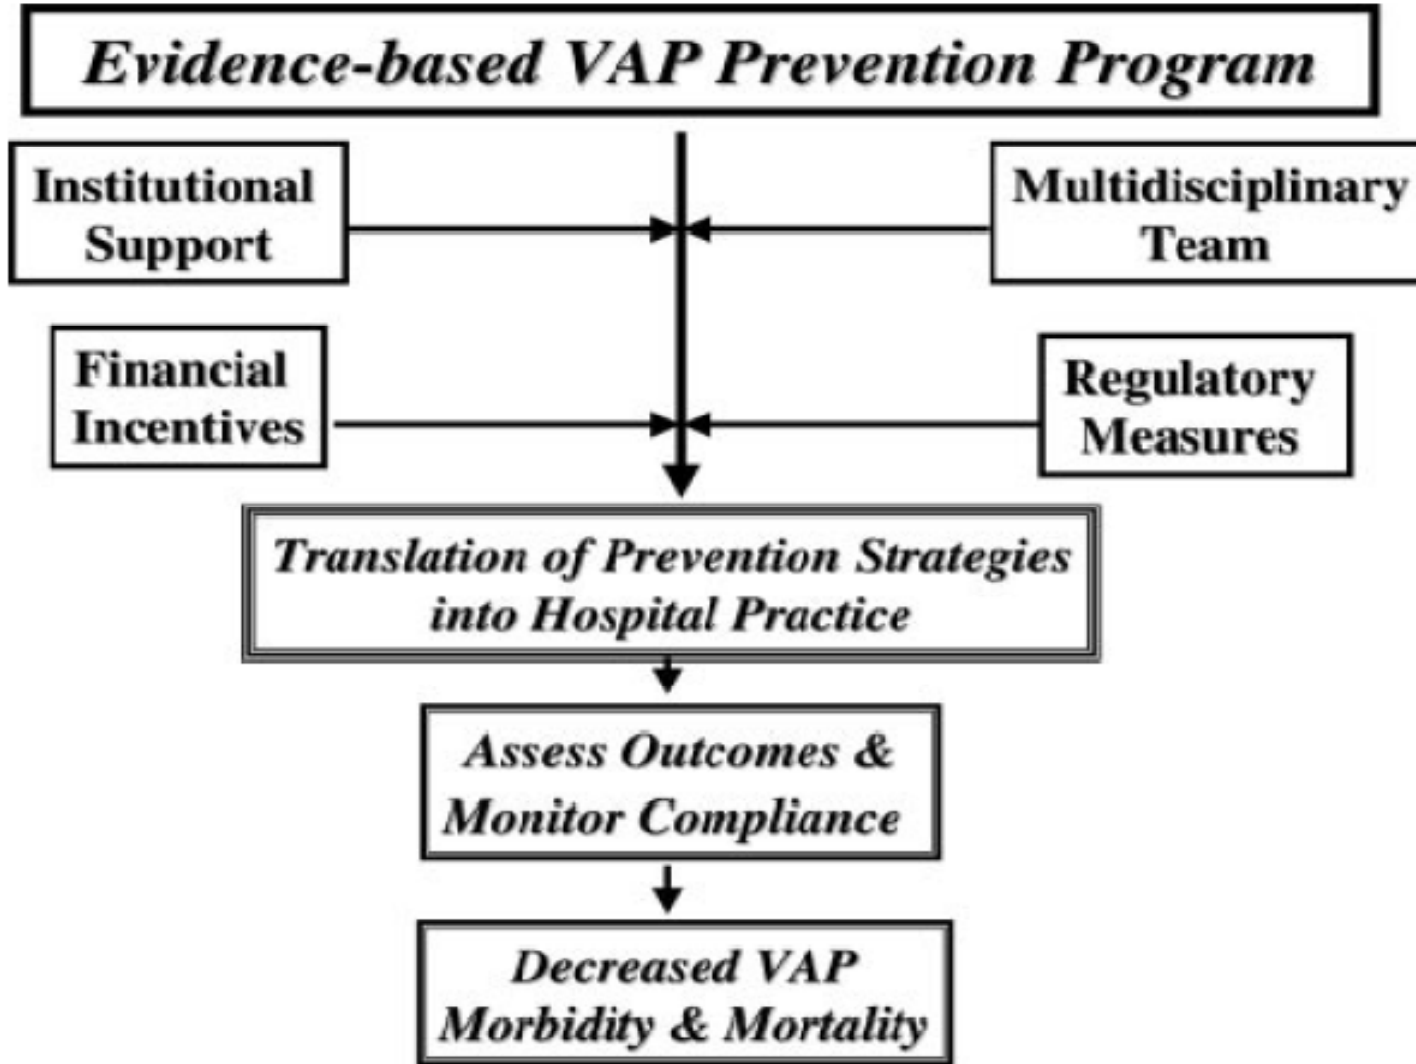 Evidence-based VAP Prevention Program
Institutional
Support
Multidisciplinary
Team
Financial
Incentives
Regulatory
Measures
Translation of Prevention Strategies
into Hospital Practice
Assess Outcomes &
Monitor Compliance
Decreased VAP
Morbidity & Mortality